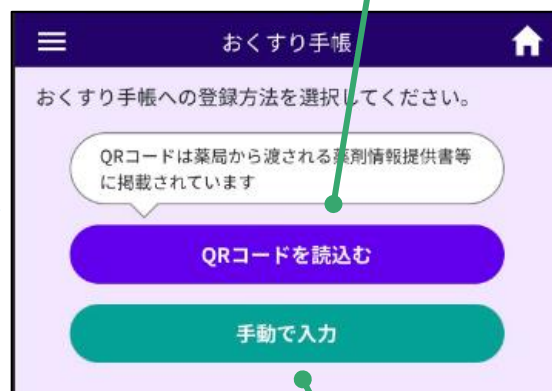 おくすり手帳
おくすり手帳への登録方法を選択してください。
QRコードは薬局から渡される薬剤情報提供書等
に掲載されています
QRコードを読込む
手動で入力